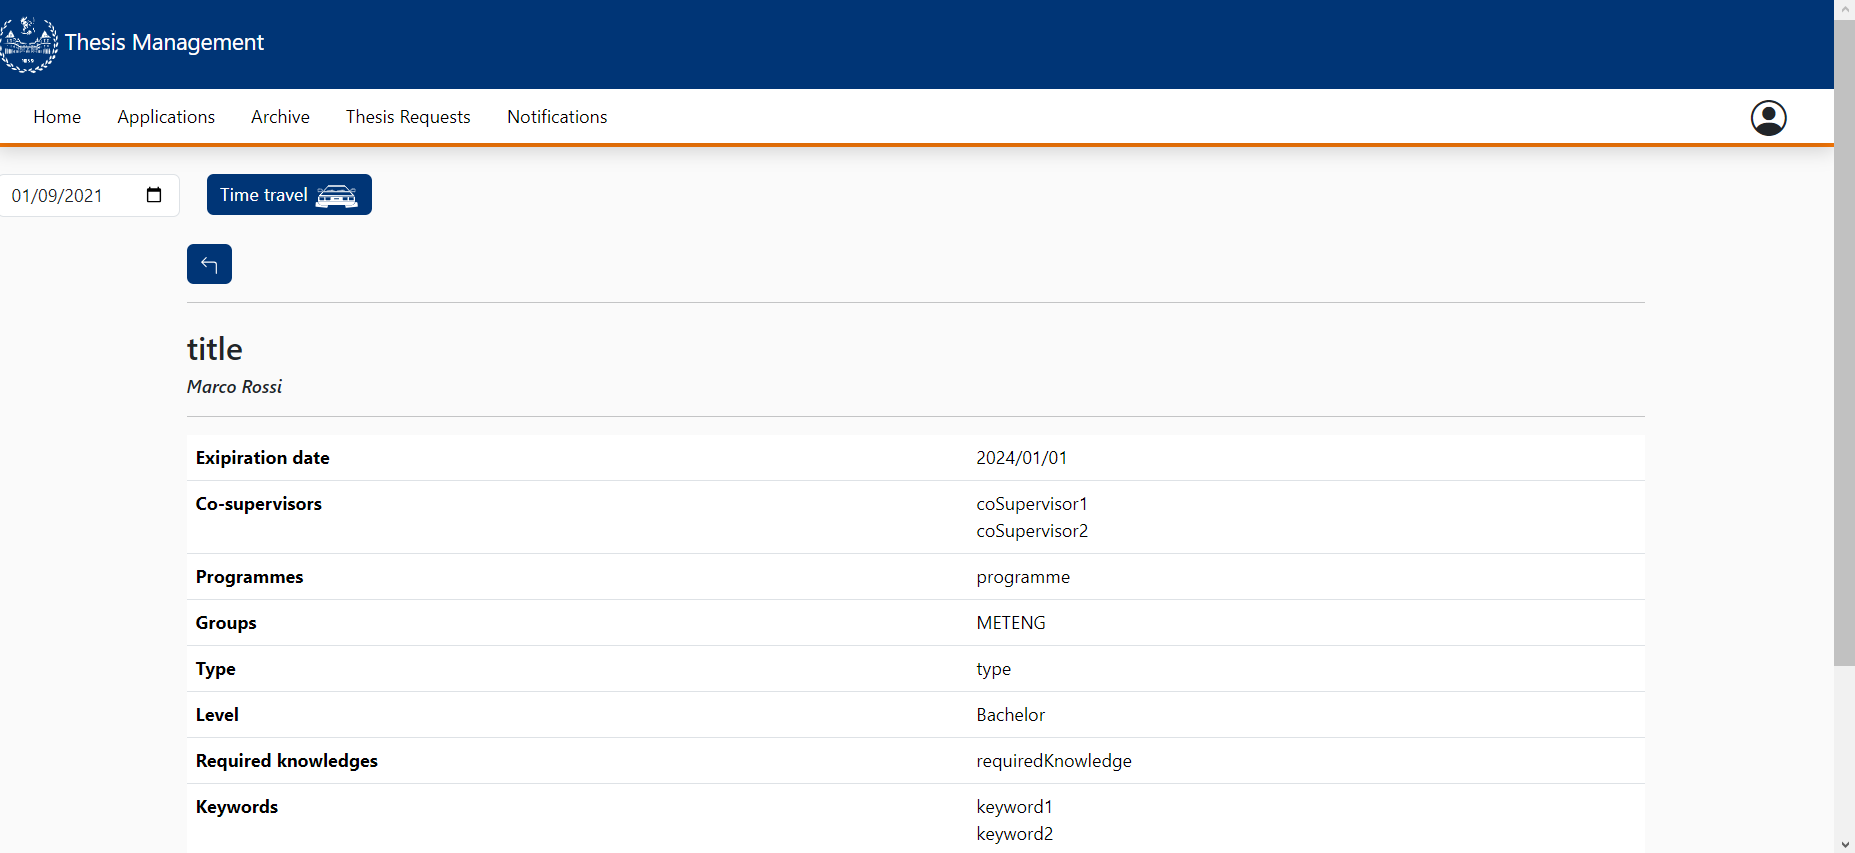 1859
Thesis Management
Home Applications Archive Thesis Requests Notifications
01/09/2021 Time travel
title
Marco Rossi
Exipiration date 2024/01/01
Co-supervisors coSupervisor1
coSupervisor2
Programmes programme
Groups METENG
Type type
Level Bachelor
Required knowledges requiredKnowledge
Keywords keyword1
keyword2